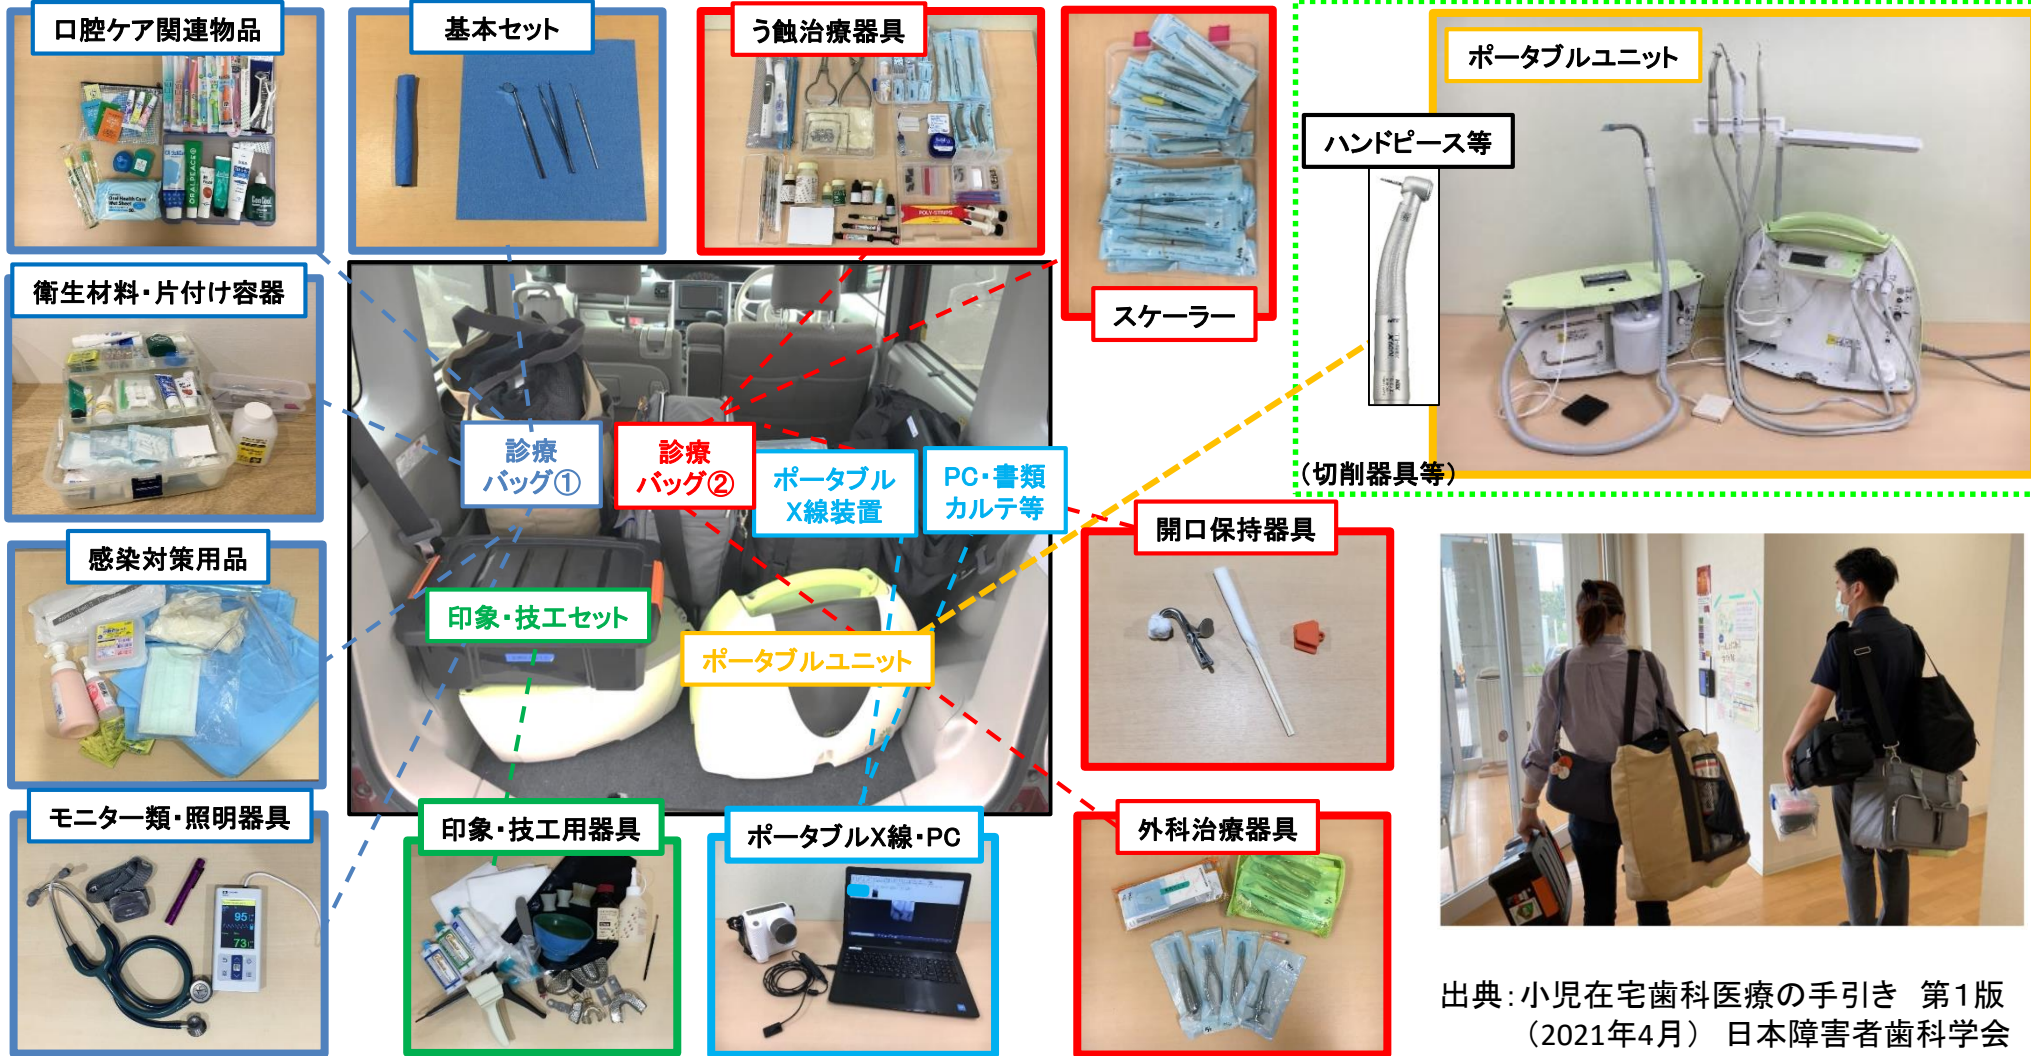 口腔ケア関連物品
基本セット
う蝕治療器具
スケーラー
ポータブルユニット
ハンドピース等
(切削器具等)
衛生材料・片付け容器
感染対策用品
モニター類・照明器具
診療
バッグ①
診療
バッグ②
ポータブル
X線装置
PC・書類
カルテ等
印象・技工セット
ポータブルユニット
開口保持器具
印象・技工用器具
ポータブルX線・PC
外科治療器具
ORALPEACE
POLY-STRIPS
95
73
出典:小児在宅歯科医療の手引き 第1版
(2021年4月) 日本障害者歯科学会